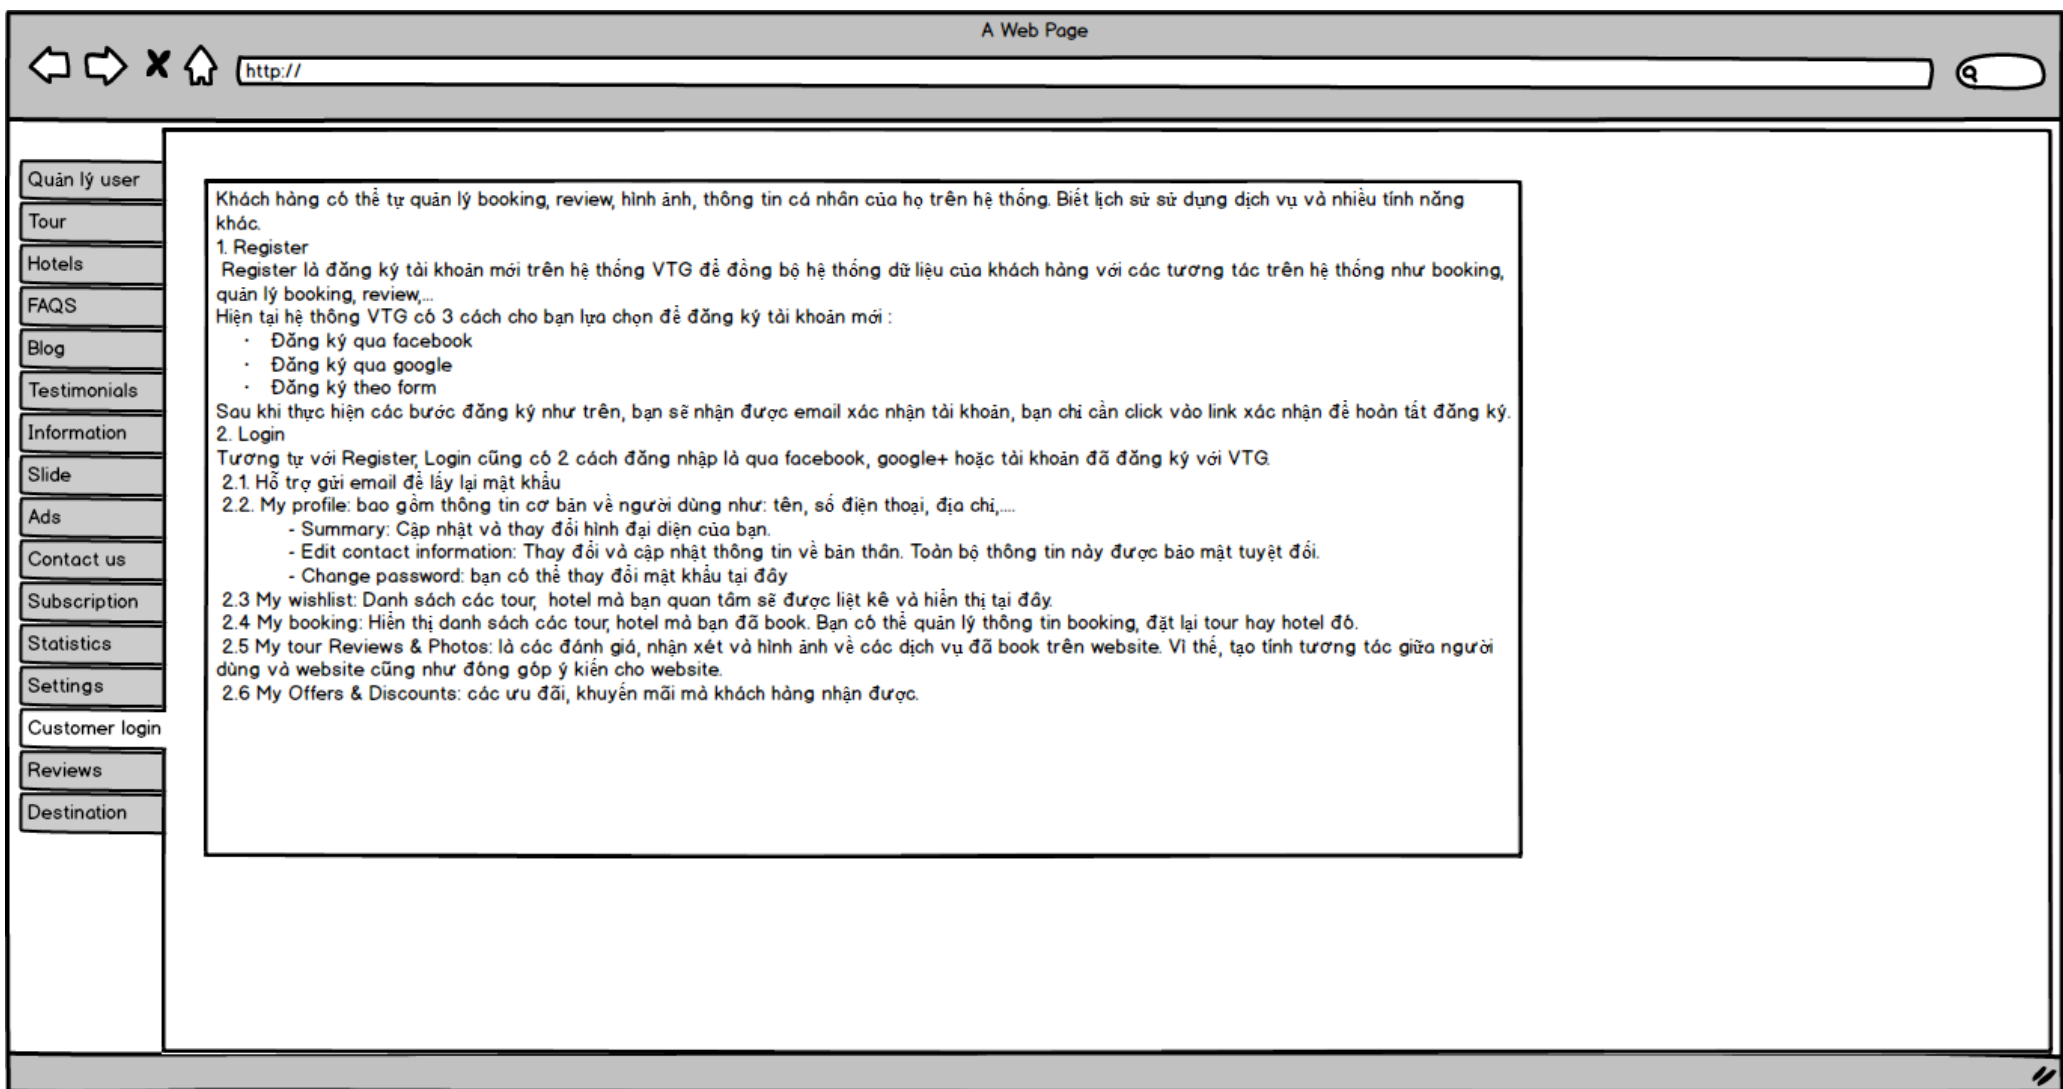 A Web Page
http://
Quản lý user
Tour
Hotels
FAQS
Blog
Testimonials
Information
Slide
Ads
Contact us
Subscription
Statistics
Settings
Customer login
Reviews
Destination
Khách hàng có thể tự quản lý booking, review, hình ảnh, thông tin cá nhân của họ trên hệ thống. Biết lịch sử sử dụng dịch vụ và nhiều tính năng
khác.
1. Register
Register là đăng ký tài khoản mới trên hệ thống VTG để đồng bộ hệ thống dữ liệu của khách hàng với các tương tác trên hệ thống như booking,
quản lý booking, review,...
Hiện tại hệ thông VTG có 3 cách cho bạn lựa chọn để đăng ký tài khoản mới :
· Đăng ký qua facebook
· Đăng ký qua google
· Đăng ký theo form
Sau khi thực hiện các bước đăng ký như trên, bạn sẽ nhận được email xác nhận tài khoản, bạn chỉ cần click vào link xác nhận để hoàn tất đăng ký.
2. Login
Tương tự với Register, Login cũng có 2 cách đăng nhập là qua facebook, google+ hoặc tài khoản đã đăng ký với VTG.
2.1. Hỗ trợ gửi email để lấy lại mật khẩu
2.2. My profile: bao gồm thông tin cơ bản về người dùng như: tên, số điện thoại, địa chỉ,....
- Summary: Cập nhật và thay đổi hình đại diện của bạn.
- Edit contact information: Thay đổi và cập nhật thông tin về bản thân. Toàn bộ thông tin này được bảo mật tuyệt đối.
- Change password: bạn có thể thay đổi mật khẩu tại đây
2.3 My wishlist: Danh sách các tour, hotel mà bạn quan tâm sẽ được liệt kê và hiển thị tại đây.
2.4 My booking: Hiển thị danh sách các tour, hotel mà bạn đã book. Bạn có thể quản lý thông tin booking, đặt lại tour hay hotel đó.
2.5 My tour Reviews & Photos: là các đánh giá, nhận xét và hình ảnh về các dịch vụ đã book trên website. Vì thế, tạo tính tương tác giữa người
dùng và website cũng như đóng góp ý kiến cho website.
2.6 My Offers & Discounts: các ưu đãi, khuyến mãi mà khách hàng nhận được.